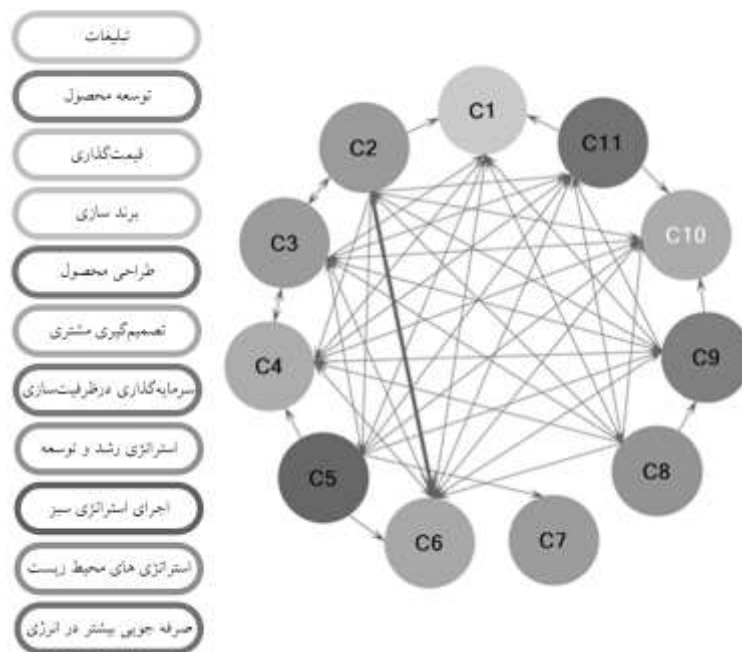 تبلیغات
توسعه محصول
قیمت‌گذاری
برند سازی
طراحی محصول
تصمیم‌گیری مشتری
سرمایه‌گذاری درظرفیت‌سازی
استراتژی رشد و توسعه
اجرای استراتژی سبز
استراتژی های محیط زیست
صرفه جویی بیشتر در انرژی
C1
C2
C11
C3
C10
C4
C9
C5
C8
C6
C7